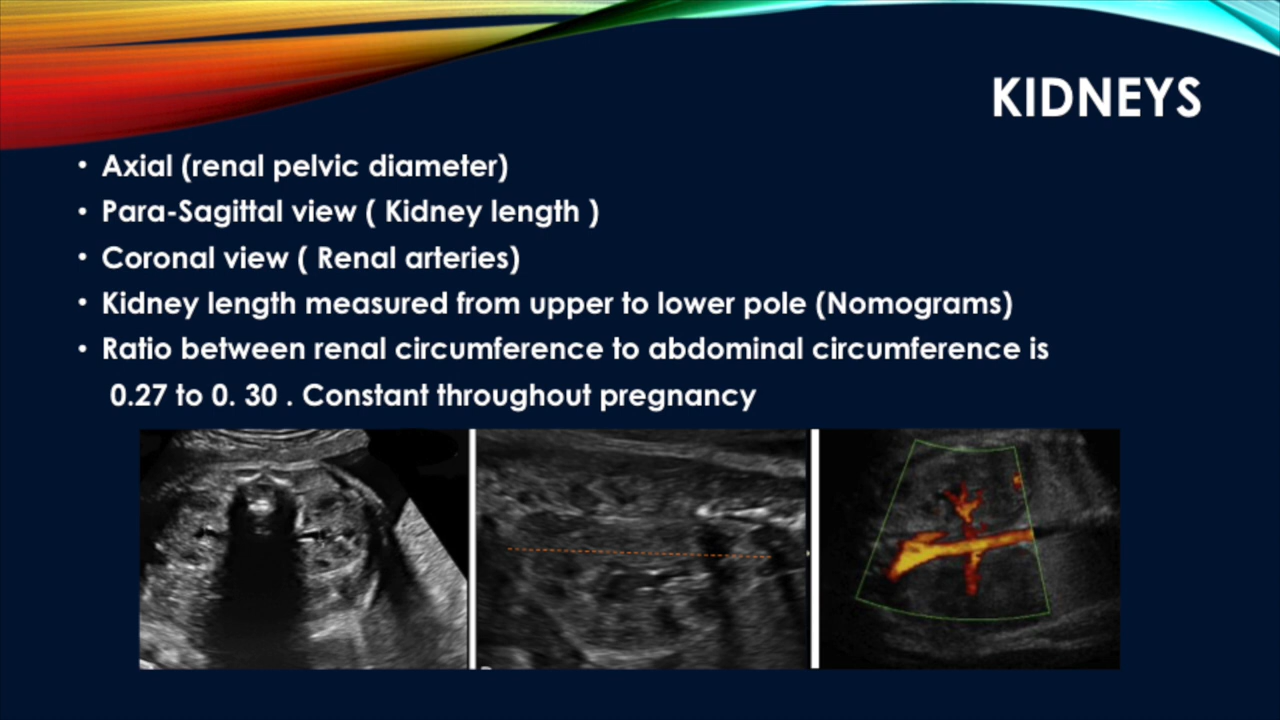 KIDNEYS
• Axial (renal pelvic diameter)
• Para-Sagittal view ( Kidney length )
• Coronal view ( Renal arteries)
• Kidney length measured from upper to lower pole (Nomograms)
• Ratio between renal circumference to abdominal circumference is
0.27 to 0. 30 . Constant throughout pregnancy